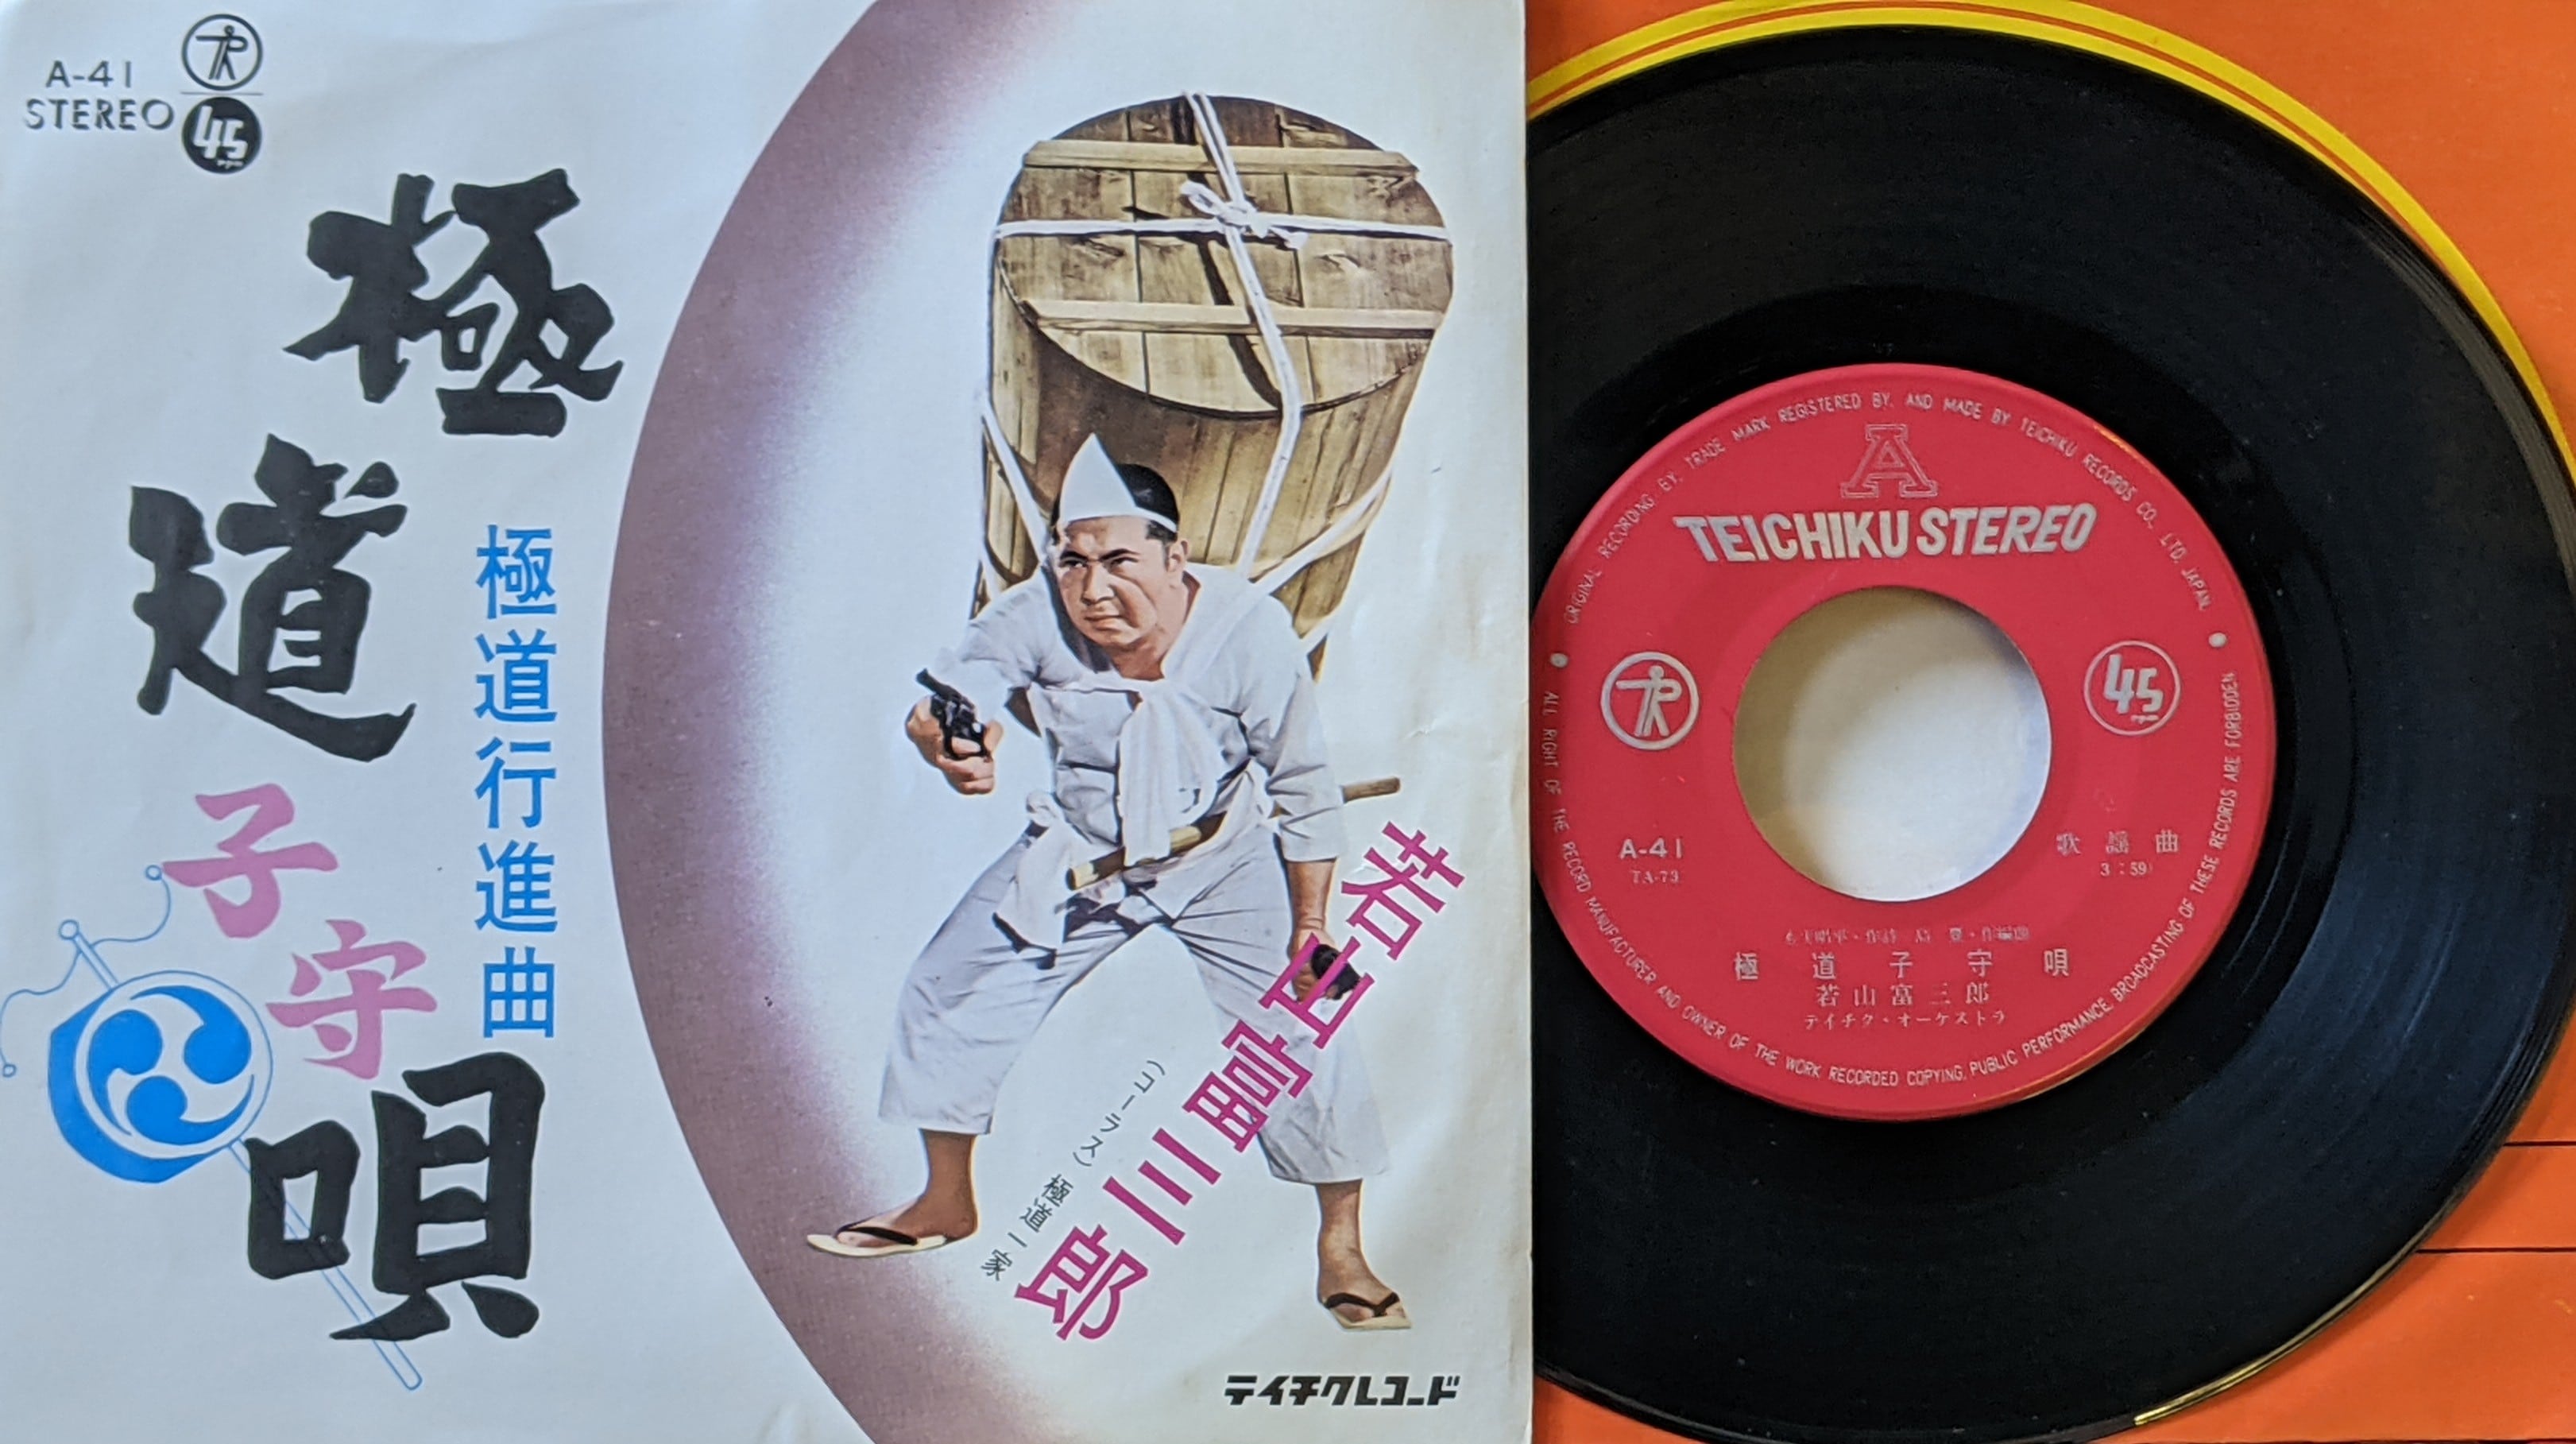 A-41
STEREO
45
rpm
極道子守唄
極道行進曲
若山富三郎
(コーラス) 極道一家
テイチクレコード
ORIGINAL RECORDING BY, TRADE MARK REGISTERED BY, AND MADE BY TEICHIKU RECORDS CO., LTD. JAPAN.
A
TEICHIKU STEREO
45
rpm
A-41
TA-73
歌謡曲
3:59
作詩
極道子守唄
若山富三郎
テイチク・オーケストラ
ALL RIGHT OF THE RECORD MANUFACTURER AND OWNER OF THE WORK RECORDED COPYING, PUBLIC PERFORMANCE, BROADCASTING OF THESE RECORDS ARE FORBIDDEN